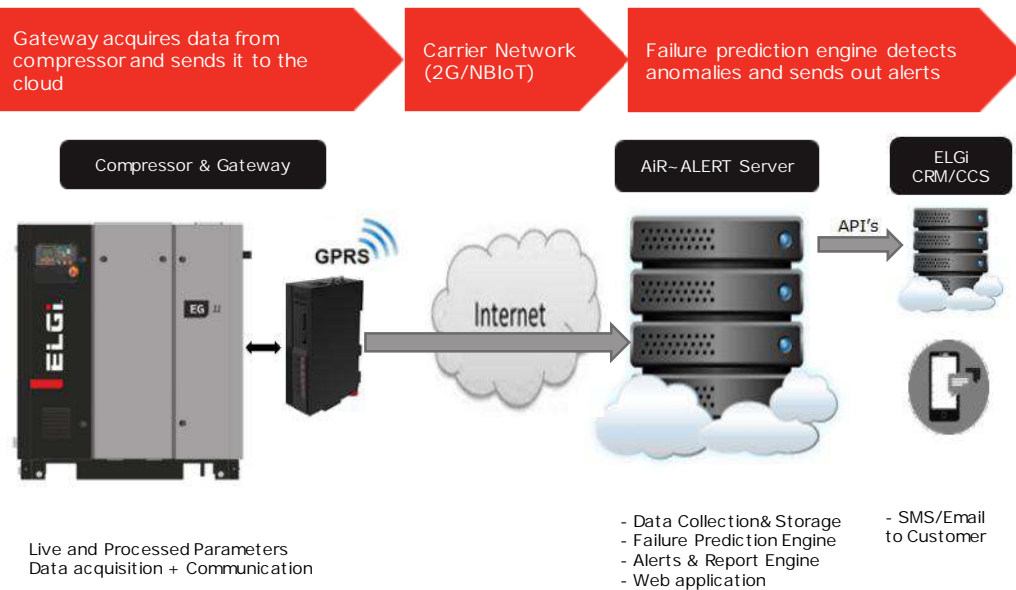 Gateway acquires data from
compressor and sends it to the
cloud
Carrier Network
(2G/NBIoT)
Failure prediction engine detects
anomalies and sends out alerts
Compressor & Gateway
AiR~ALERT Server
ELGi
CRM/CCS
GPRS
API's
ELGi
EG 11
Internet
Live and Processed Parameters
Data acquisition + Communication
- Data Collection& Storage
- Failure Prediction Engine
- Alerts & Report Engine
- Web application
- SMS/Email
to Customer